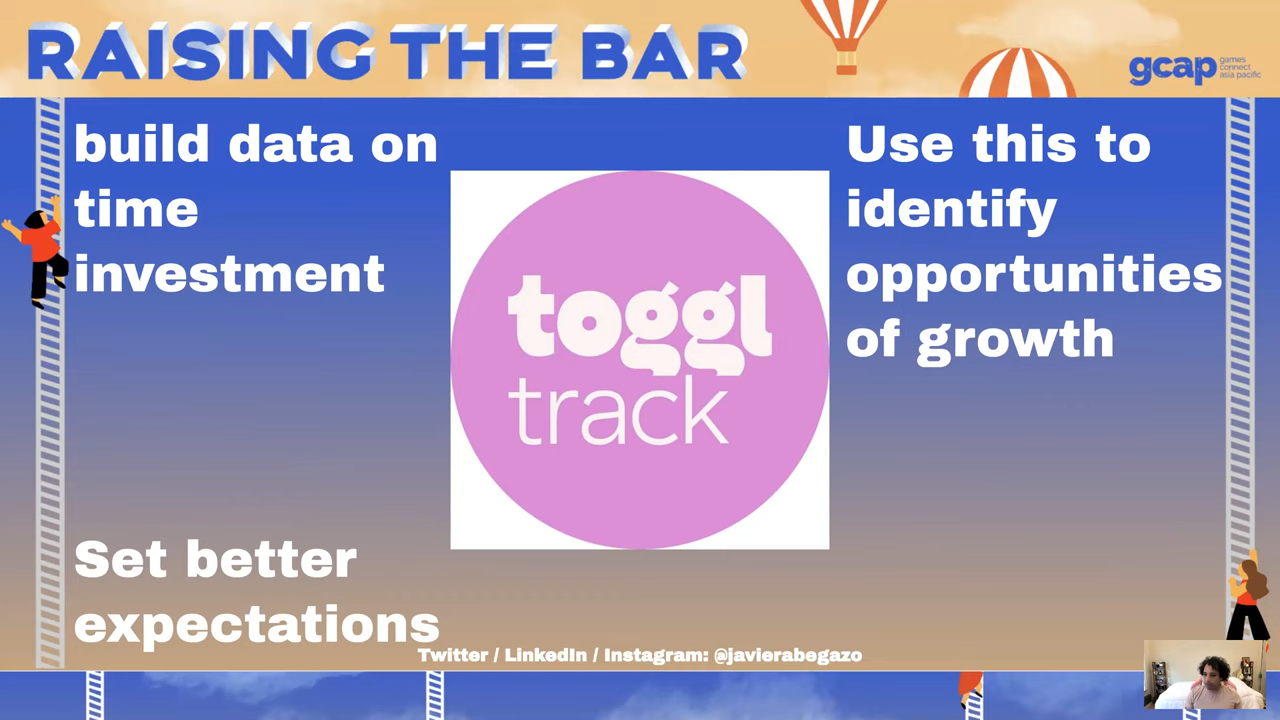 RAISING THE BAR
gcap games
connect
asia pacific
build data on
time
investment
toggl
track
Use this to
identify
opportunities
of growth
Set better
expectations
Twitter / LinkedIn / Instagram: @javierabegazo